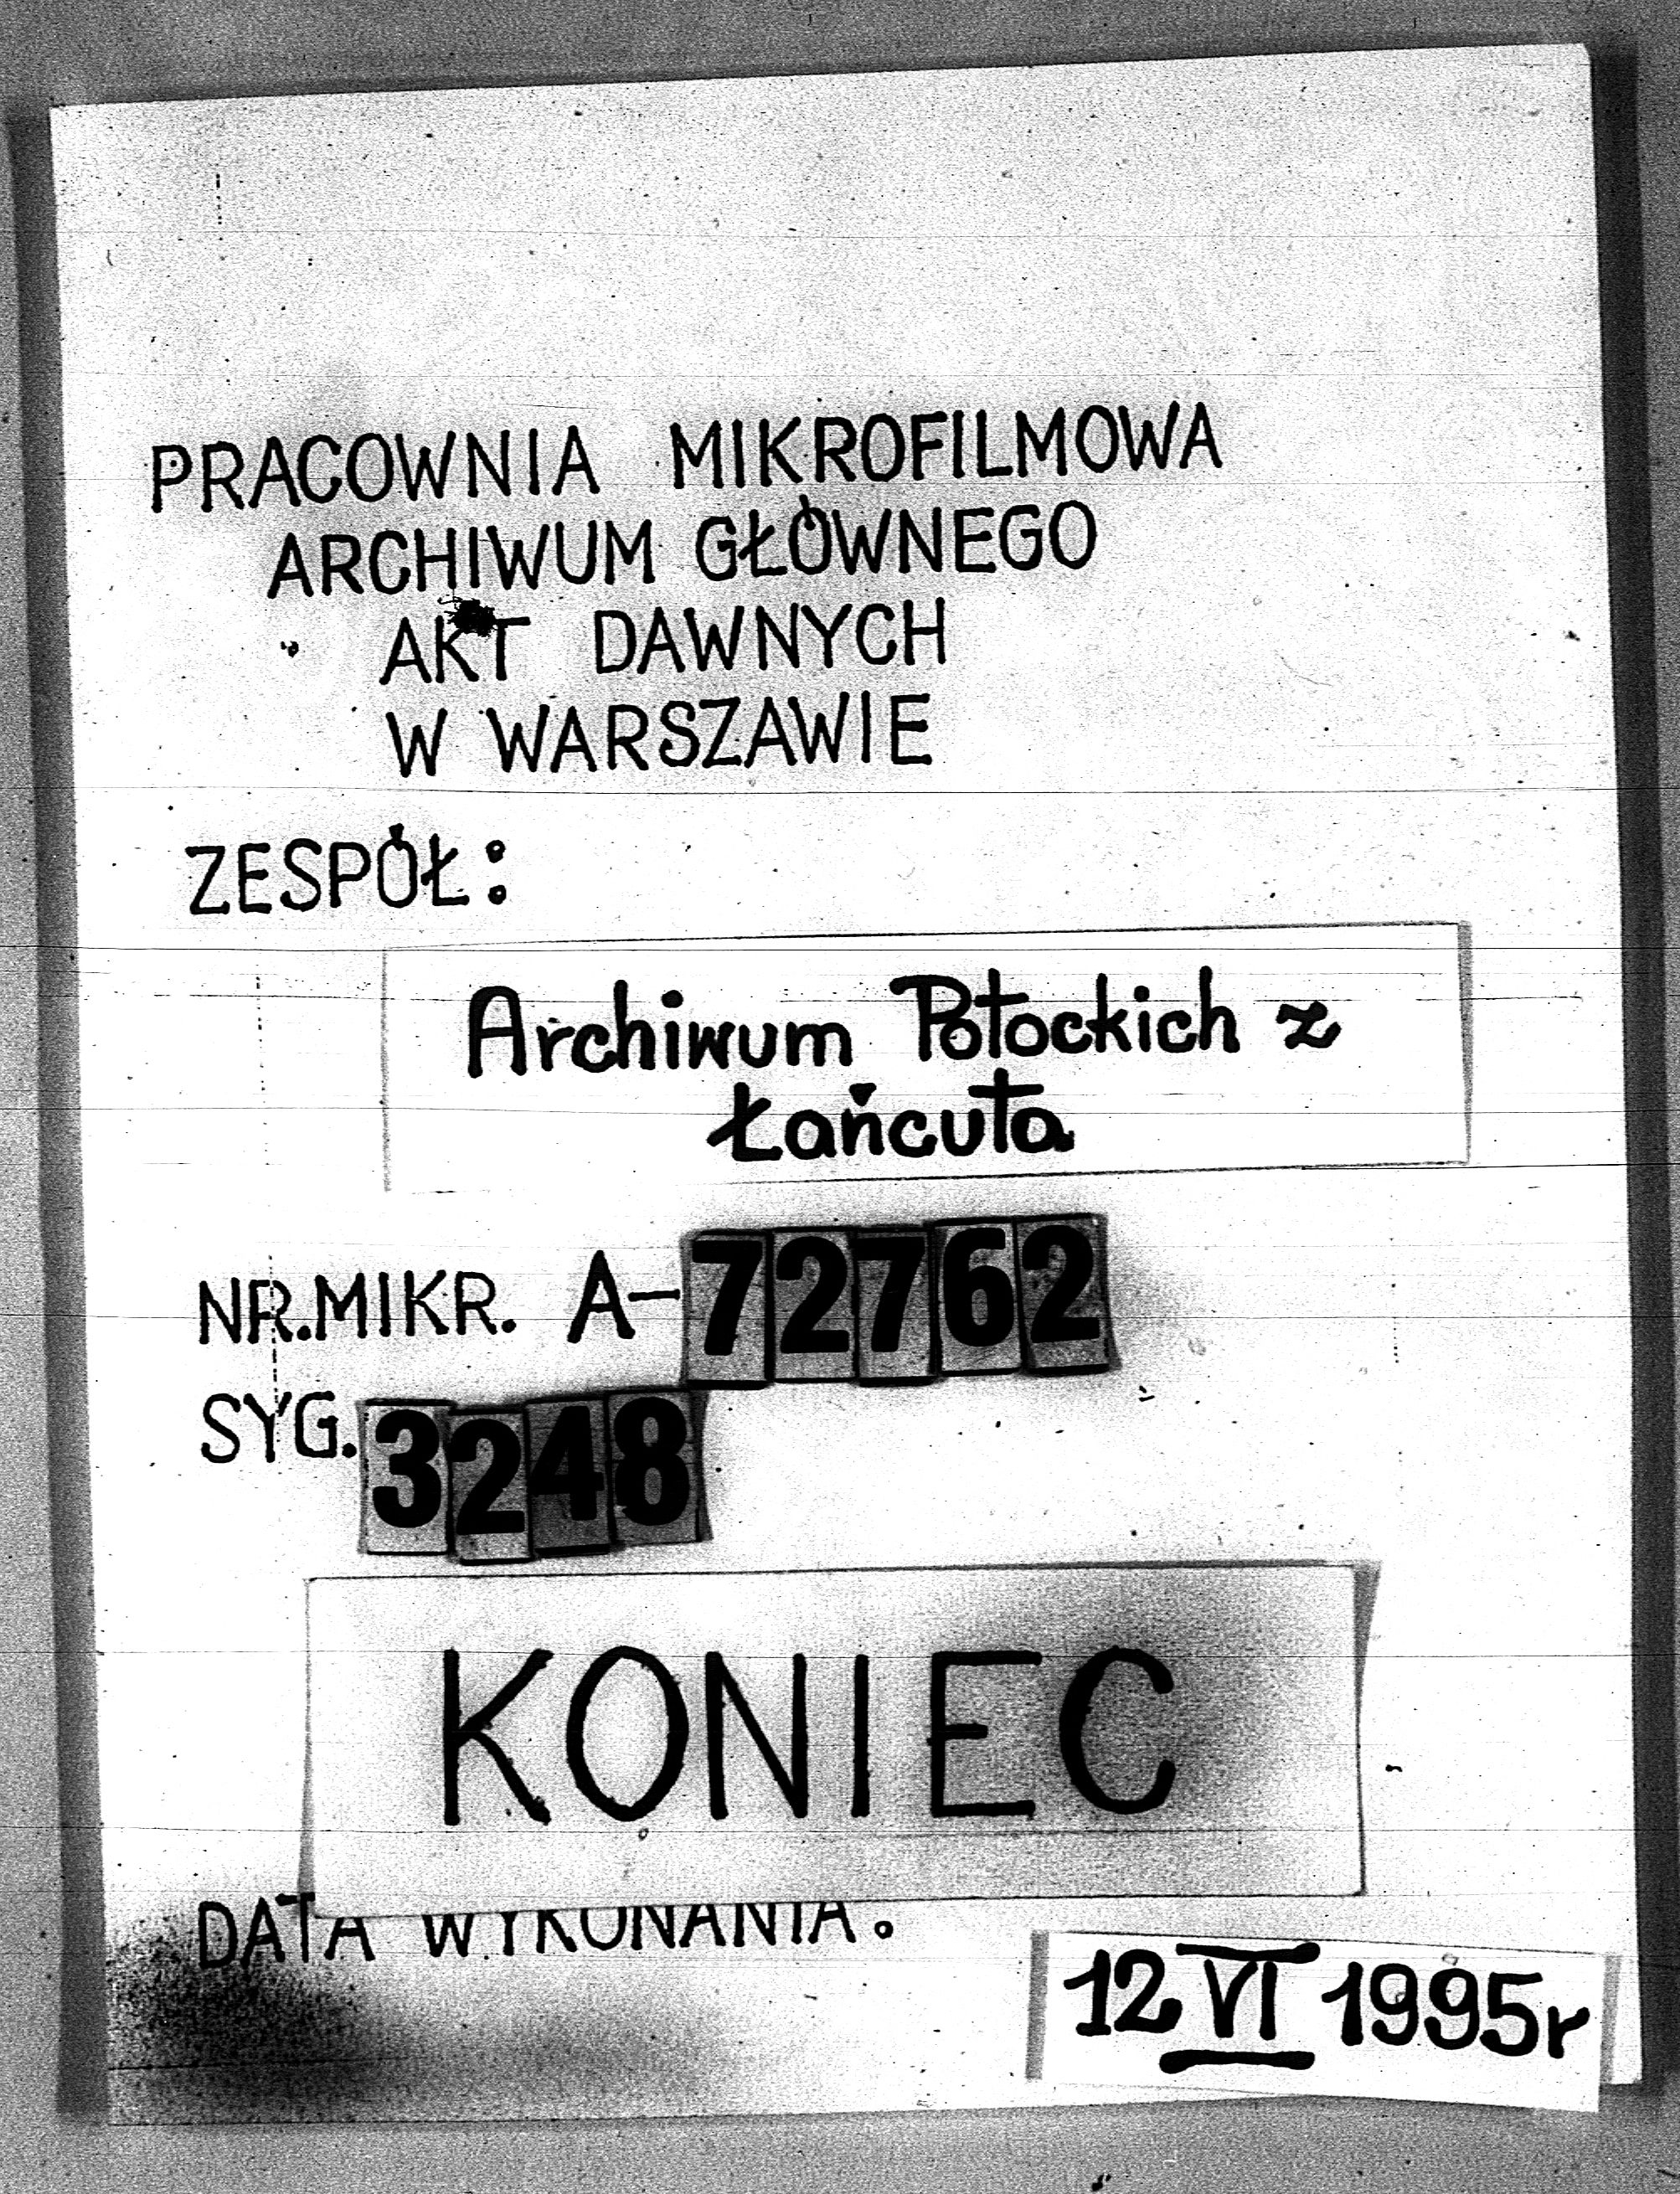 PRACOWNIA MIKROFILMOWA
ARCHIWUM GŁÓWNEGO
AKT DAWNYCH
W WARSZAWIE
ZESPÓŁ:
Archiwum Potockich z
Łańcuta
NR.MIKR. A-72762
SYG. 3248
KONIEC
DATA WYKONANIA:
12 VI 1995r